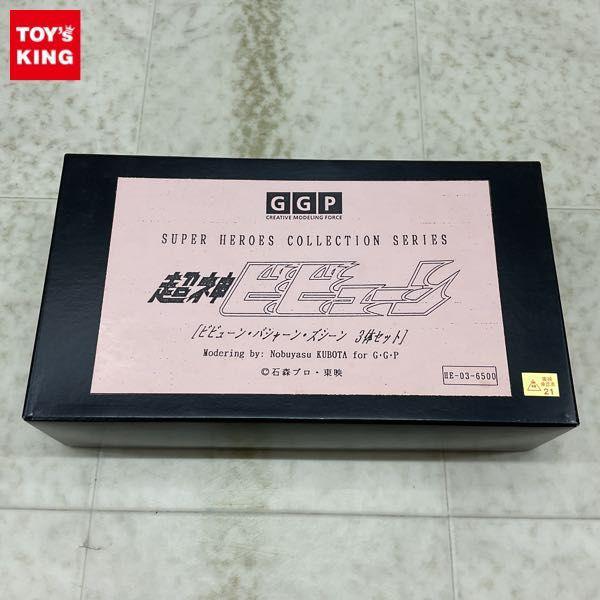 TOY's
KING
GGP
CREATIVE MODELING FORCE
SUPER HEROES COLLECTION SERIES
超神ビビューン
[ビビューン・バシャーン・ズシーン 3体セット]
Modering by: Nobuyasu KUBOTA for G・G・P
HE-03-6500
©石森プロ・東映
21